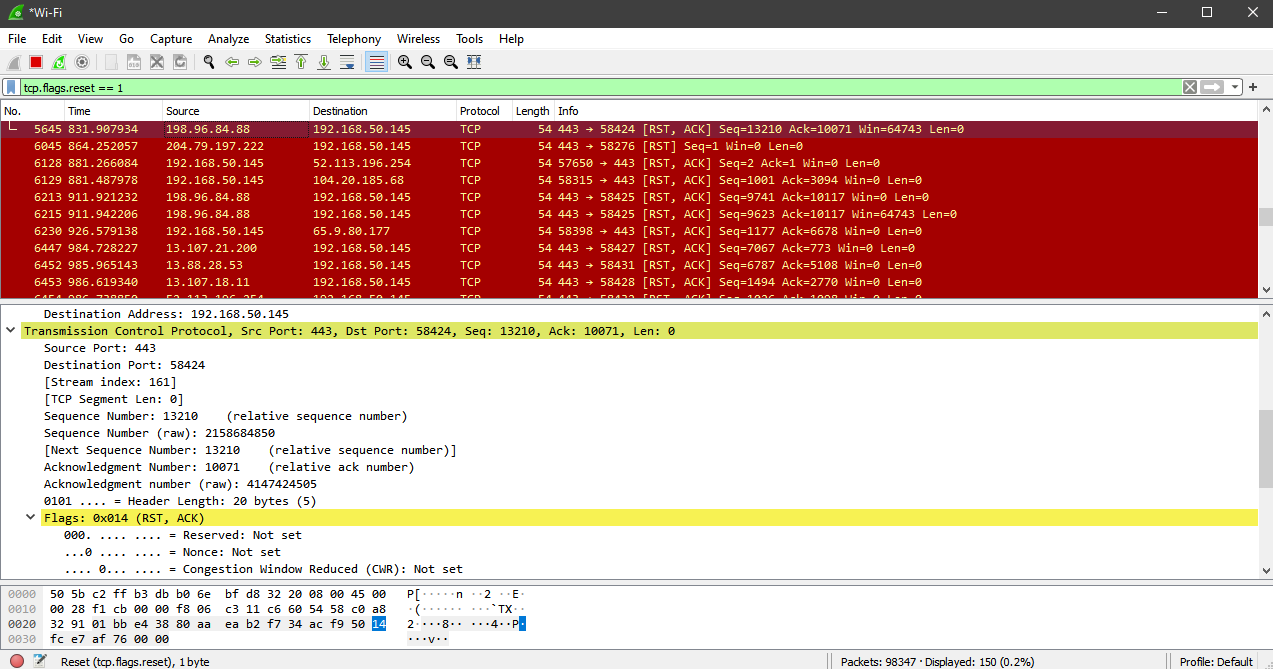 *Wi-Fi
File Edit View Go Capture Analyze Statistics Telephony Wireless Tools Help
tcp.flags.reset == 1
No. Time Source Destination Protocol Length Info
5645 831.907934 198.96.84.88 192.168.50.145 TCP 54 443 → 58424 [RST, ACK] Seq=13210 Ack=10071 Win=64743 Len=0
6045 864.252057 204.79.197.222 192.168.50.145 TCP 54 443 → 58276 [RST] Seq=1 Win=0 Len=0
6128 881.266084 192.168.50.145 52.113.196.254 TCP 54 57650 → 443 [RST, ACK] Seq=2 Ack=1 Win=0 Len=0
6129 881.487978 192.168.50.145 104.20.185.68 TCP 54 58315 → 443 [RST, ACK] Seq=1001 Ack=3094 Win=0 Len=0
6213 911.921232 198.96.84.88 192.168.50.145 TCP 54 443 → 58425 [RST, ACK] Seq=9741 Ack=10117 Win=0 Len=0
6215 911.942206 198.96.84.88 192.168.50.145 TCP 54 443 → 58425 [RST, ACK] Seq=9623 Ack=10117 Win=64743 Len=0
6230 926.579138 192.168.50.145 65.9.80.177 TCP 54 58398 → 443 [RST, ACK] Seq=1177 Ack=6678 Win=0 Len=0
6447 984.728227 13.107.21.200 192.168.50.145 TCP 54 443 → 58427 [RST, ACK] Seq=7067 Ack=773 Win=0 Len=0
6452 985.965143 13.88.28.53 192.168.50.145 TCP 54 443 → 58431 [RST, ACK] Seq=6787 Ack=5108 Win=0 Len=0
6453 986.619340 13.107.18.11 192.168.50.145 TCP 54 443 → 58428 [RST, ACK] Seq=1494 Ack=2770 Win=0 Len=0
Destination Address: 192.168.50.145
Transmission Control Protocol, Src Port: 443, Dst Port: 58424, Seq: 13210, Ack: 10071, Len: 0
Source Port: 443
Destination Port: 58424
[Stream index: 161]
[TCP Segment Len: 0]
Sequence Number: 13210 (relative sequence number)
Sequence Number (raw): 2158684850
[Next Sequence Number: 13210 (relative sequence number)]
Acknowledgment Number: 10071 (relative ack number)
Acknowledgment number (raw): 4147424505
0101 .... = Header Length: 20 bytes (5)
Flags: 0x014 (RST, ACK)
000. .... .... = Reserved: Not set
...0 .... .... = Nonce: Not set
.... 0... .... = Congestion Window Reduced (CWR): Not set
0000 50 5b c2 ff b3 db b0 6e bf d8 32 20 08 00 45 00 P[·····n ··2 ··E·
0010 00 28 f1 cb 00 00 f8 06 c3 11 c6 60 54 58 c0 a8 ·(······ ···`TX··
0020 32 91 01 bb e4 38 80 aa ea b2 f7 34 ac f9 50 14 2····8·· ···4··P·
0030 fc e7 af 76 00 00 ···v··
Reset (tcp.flags.reset), 1 byte Packets: 98347 · Displayed: 150 (0.2%) Profile: Default